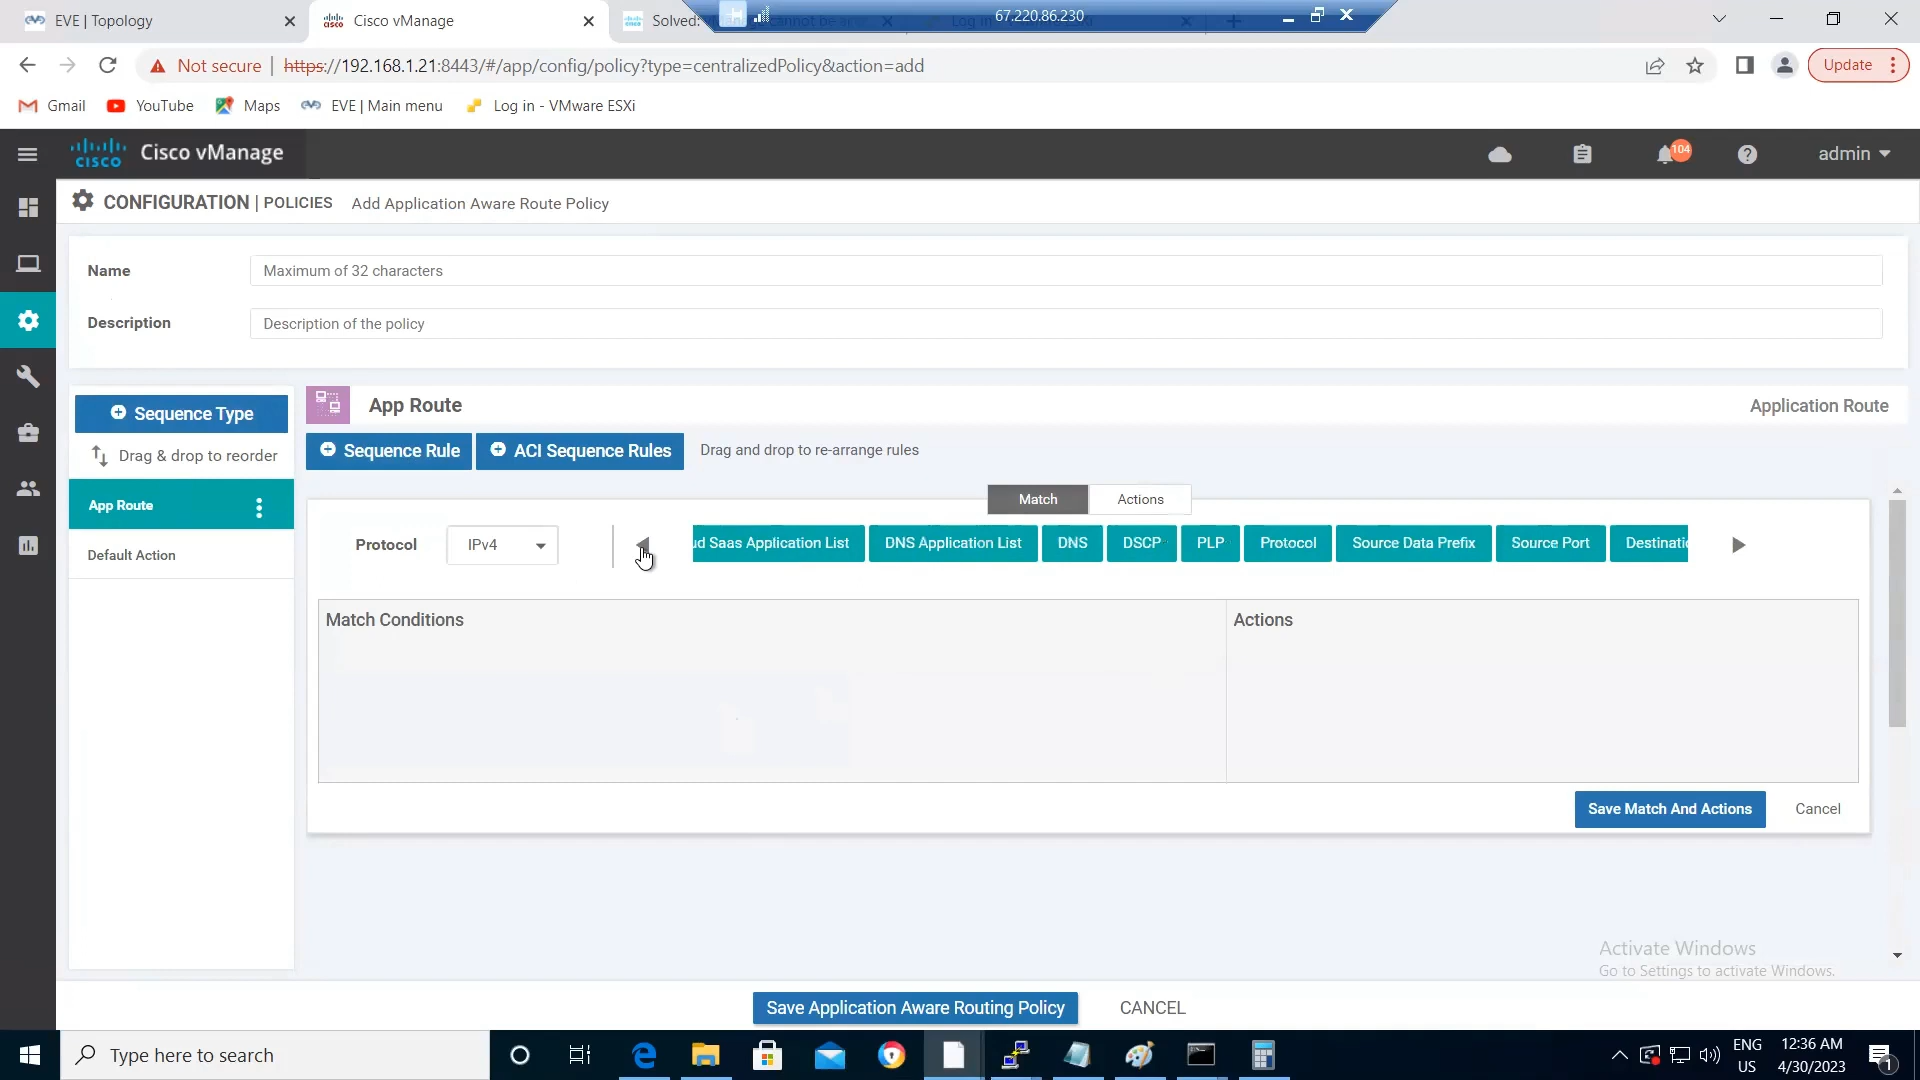 EVE | Topology
Cisco vManage
Solved:
67.220.86.230
Not secure
https://192.168.1.21:8443/#/app/config/policy?type=centralizedPolicy&action=add
Update
Gmail
YouTube
Maps
EVE | Main menu
Log in - VMware ESXi
cisco
Cisco vManage
104
admin
CONFIGURATION | POLICIES
Add Application Aware Route Policy
Name
Maximum of 32 characters
Description
Description of the policy
Sequence Type
Drag & drop to reorder
App Route
Default Action
App Route
Application Route
Sequence Rule
ACI Sequence Rules
Drag and drop to re-arrange rules
Match
Actions
Protocol
IPv4
ud Saas Application List
DNS Application List
DNS
DSCP
PLP
Protocol
Source Data Prefix
Source Port
Destinatio
Match Conditions
Actions
Save Match And Actions
Cancel
Activate Windows
Go to Settings to activate Windows.
Save Application Aware Routing Policy
CANCEL
Type here to search
ENG
US
12:36 AM
4/30/2023
1